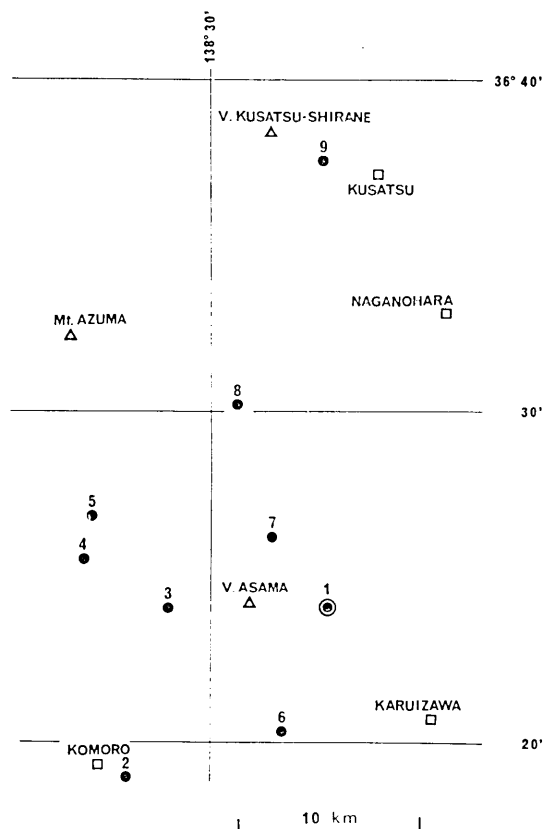 138° 30'
36° 40'
V. KUSATSU-SHIRANE
9
KUSATSU
NAGANOHARA
Mt. AZUMA
8
30'
5
7
4
V. ASAMA
1
3
6
KARUIZAWA
20'
KOMORO
2
10 km